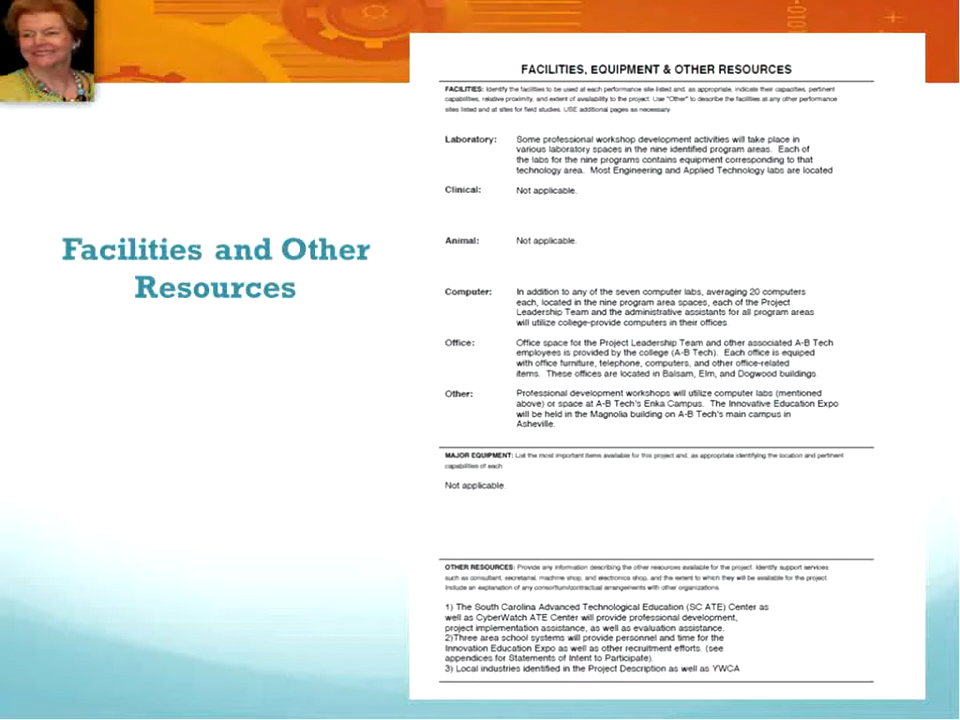 Facilities and Other
Resources
FACILITIES, EQUIPMENT & OTHER RESOURCES
FACILITIES: Identify the facilities to be used at each performance site listed and, as appropriate, indicate their capacities, pertinent
capabilities, relative proximity, and extent of availability to the project. Use "Other" to describe the facilities at any other performance
sites listed and at sites for field studies. USE additional pages as necessary.
Laboratory: Some professional workshop development activities will take place in
various laboratory spaces in the nine identified program areas. Each of
the labs for the nine programs contains equipment corresponding to that
technology area. Most Engineering and Applied Technology labs are located
Clinical: Not applicable.
Animal: Not applicable.
Computer: In addition to any of the seven computer labs, averaging 20 computers
each, located in the nine program area spaces, each of the Project
Leadership Team and the administrative assistants for all program areas
will utilize college-provide computers in their offices.
Office: Office space for the Project Leadership Team and other associated A-B Tech
employees is provided by the college (A-B Tech). Each office is equipped
with office furniture, telephone, computers, and other office-related
items. These offices are located in Balsam, Elm, and Dogwood buildings.
Other: Professional development workshops will utilize computer labs (mentioned
above) or space at A-B Tech's Enka Campus. The Innovative Education Expo
will be held in the Magnolia building on A-B Tech's main campus in
Asheville.
MAJOR EQUIPMENT: List the most important items available for this project and, as appropriate identifying the location and pertinent
capabilities of each.
Not applicable.
OTHER RESOURCES: Provide any information describing the other resources available for the project. Identify support services
such as consultant, secretarial, machine shop, and electronics shop, and the extent to which they will be available for the project.
Include an explanation of any consortium/contractual arrangements with other organizations.
1) The South Carolina Advanced Technological Education (SC ATE) Center as
well as CyberWatch ATE Center will provide professional development,
project implementation assistance, as well as evaluation assistance.
2)Three area school systems will provide personnel and time for the
Innovation Education Expo as well as other recruitment efforts. (see
appendices for Statements of Intent to Participate).
3) Local industries identified in the Project Description as well as YWCA